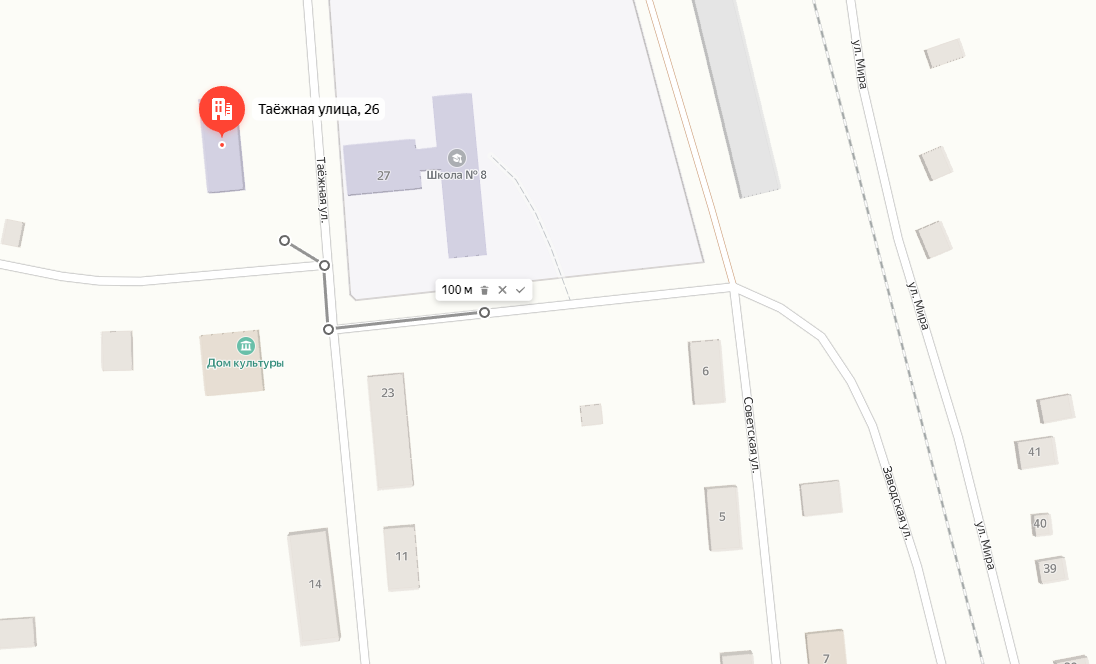 ул. Мира
Таёжная улица, 26
Таёжная ул.
27
Школа № 8
100 м
ул. Мира
Дом культуры
6
23
Советская ул.
41
Заводская ул.
5
40
ул. Мира
11
39
14
7